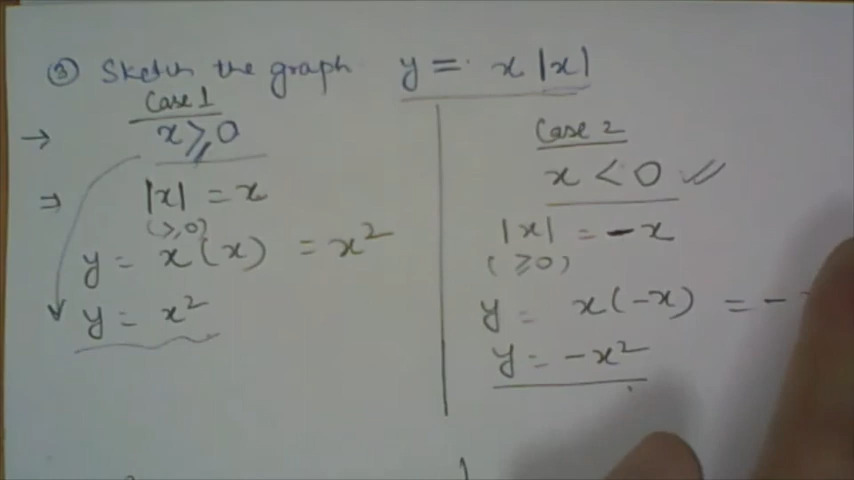 ③ Sketch the graph y = x |x|
Case 1
→ x ≥ 0
⇒ |x| = x
(≥0)
y = x(x) = x²
y = x²
Case 2
x < 0
|x| = -x
(≥0)
y = x(-x) = -
y = -x²